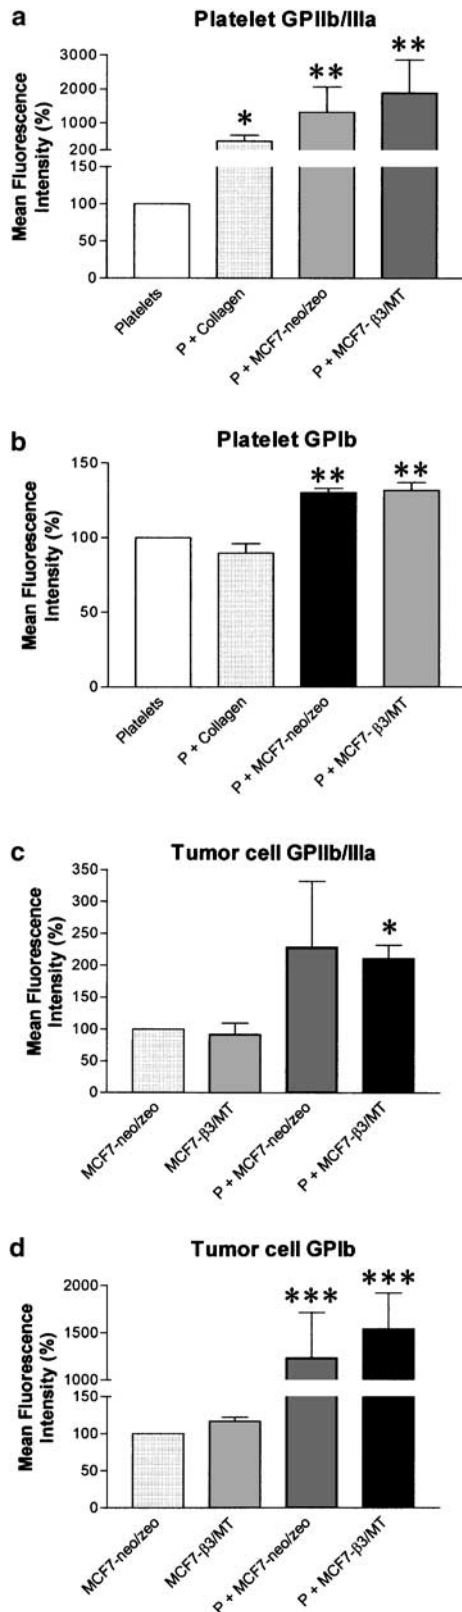 a
Platelet GPIIb/IIIa
Mean Fluorescence
Intensity (%)
3000
2000
1000
200
150
100
50
0
*
**
**
Platelets
P + Collagen
P + MCF7-neo/zeo
P + MCF7- β3/MT
b
Platelet GPIb
Mean Fluorescence
Intensity (%)
150
100
50
0
**
**
Platelets
P + Collagen
P + MCF7-neo/zeo
P + MCF7- β3/MT
c
Tumor cell GPIIb/IIIa
Mean Fluorescence
Intensity (%)
350
300
250
200
150
100
50
0
*
MCF7-neo/zeo
MCF7-β3/MT
P + MCF7-neo/zeo
P + MCF7-β3/MT
d
Tumor cell GPIb
Mean Fluorescence
Intensity (%)
2000
1500
1000
150
100
50
0
***
***
MCF7-neo/zeo
MCF7-β3/MT
P + MCF7-neo/zeo
P + MCF7-β3/MT